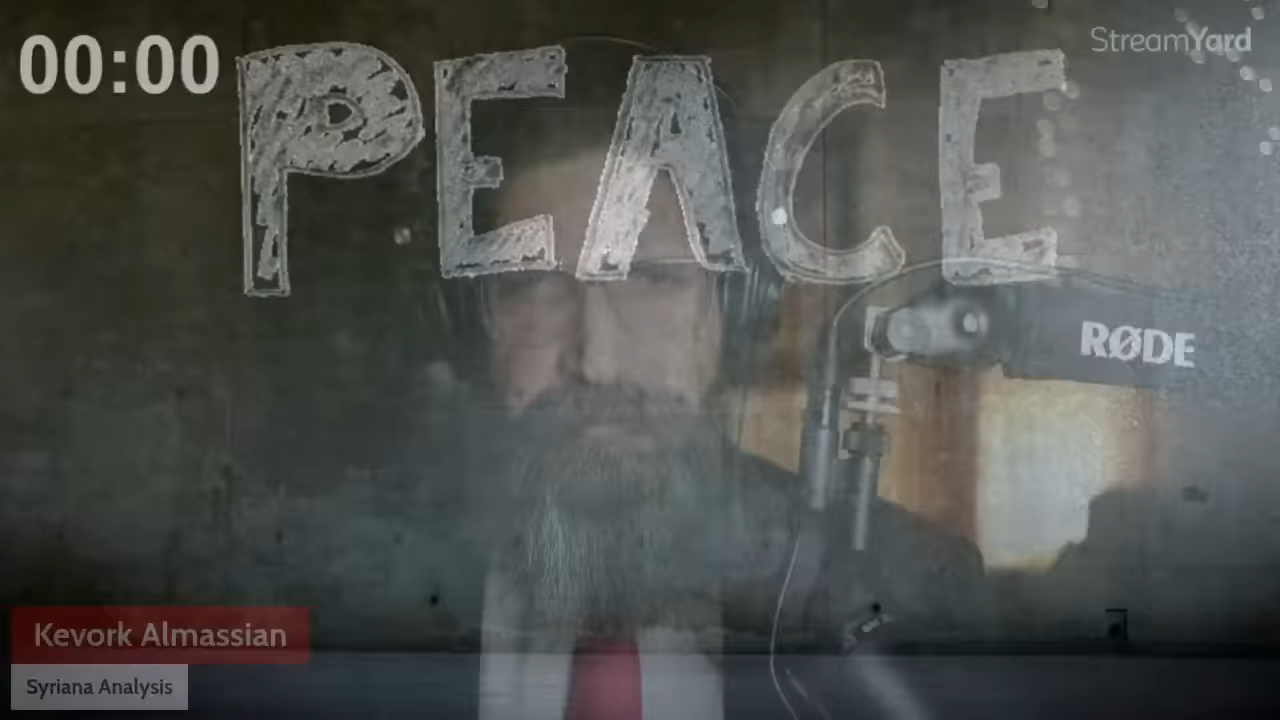 00:00
PEACE
StreamYard
RØDE
Kevork Almassian
Syriana Analysis